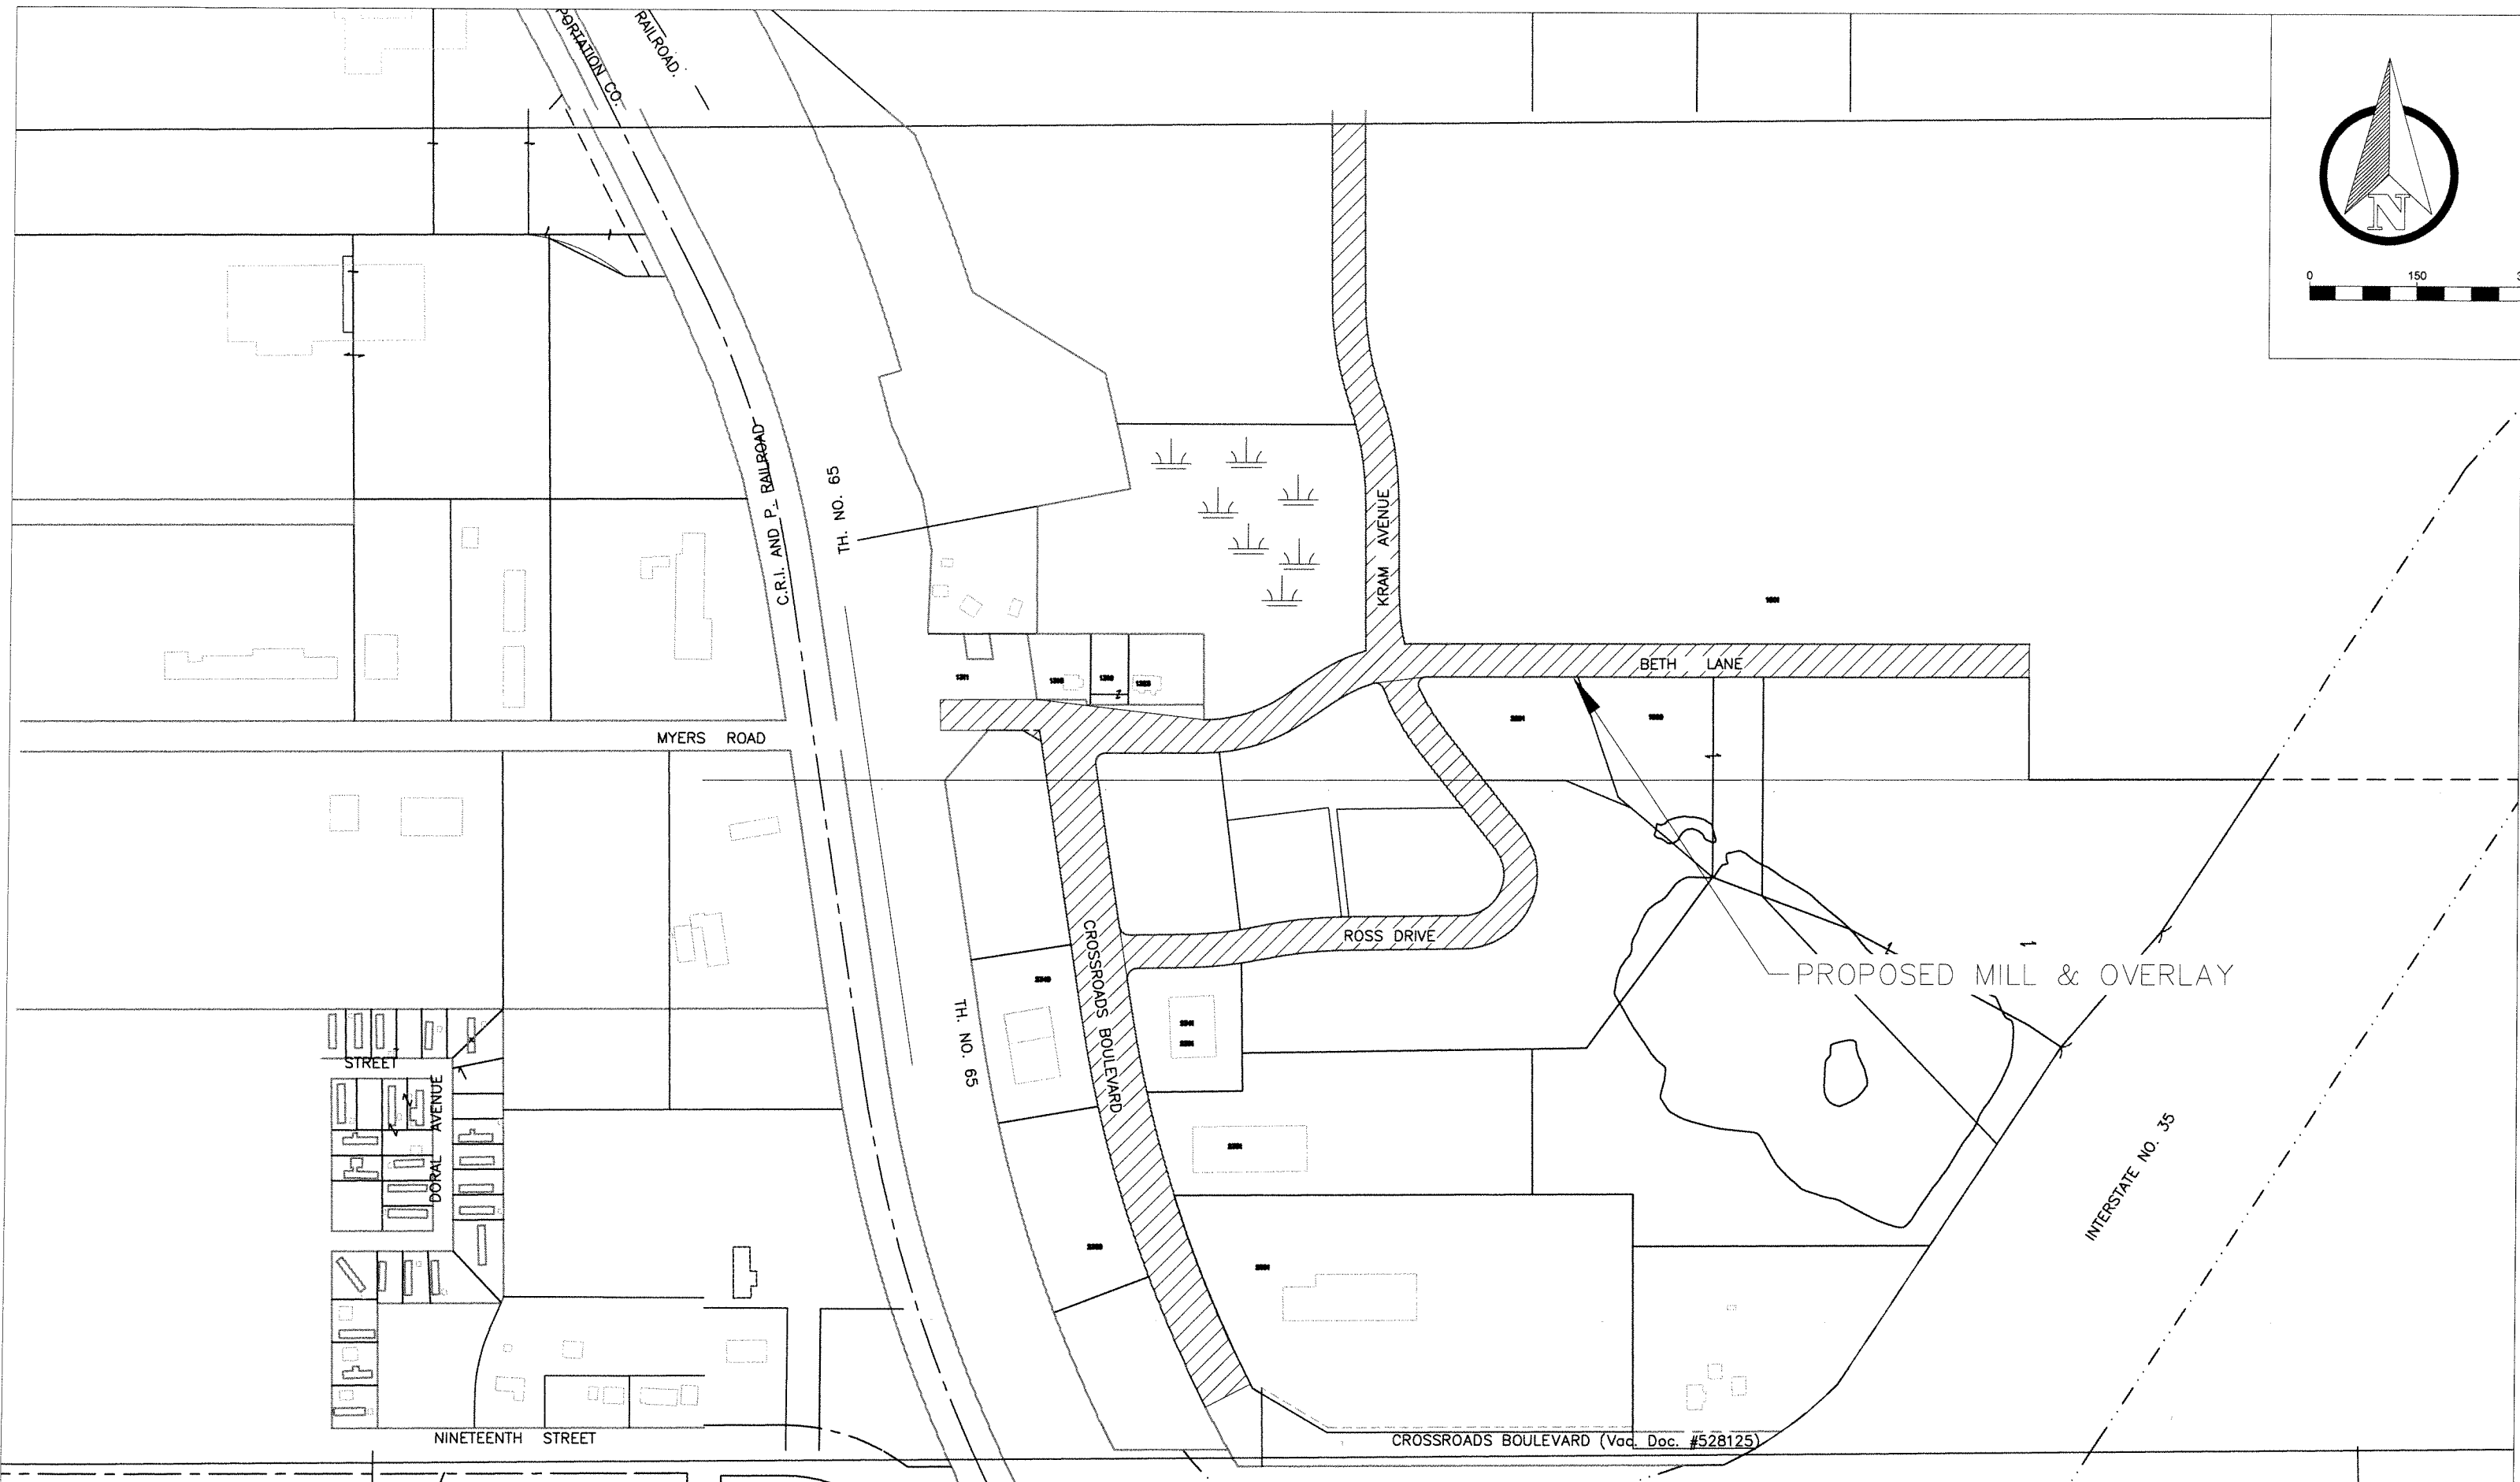 PORTATION CO.
RAILROAD.
N
0 150 3
C.R.I. AND P. RAILROAD
TH. NO. 65
KRAM AVENUE
BETH LANE
1311
MYERS ROAD
ROSS DRIVE
CROSSROADS BOULEVARD
TH. NO. 65
PROPOSED MILL & OVERLAY
STREET
DORAL AVENUE
INTERSTATE NO. 35
NINETEENTH STREET
CROSSROADS BOULEVARD (Vac. Doc. #528125)